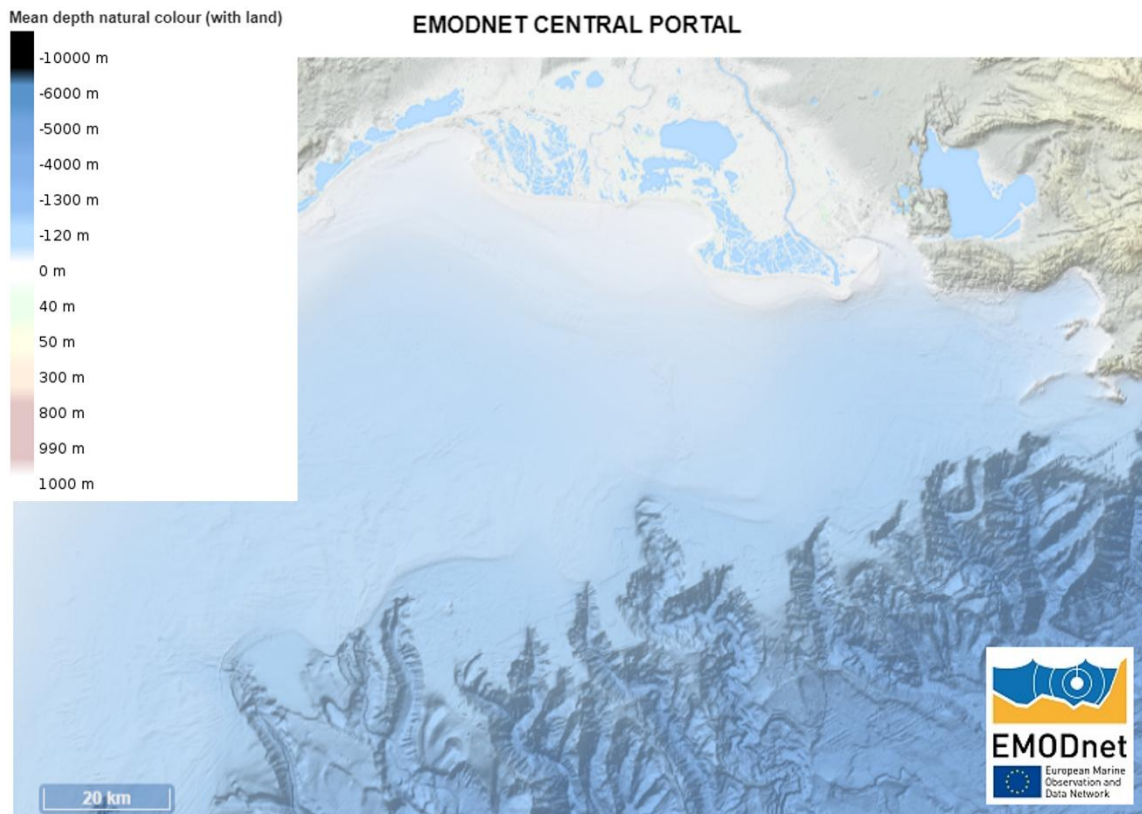 Mean depth natural colour (with land)
EMODNET CENTRAL PORTAL
-10000 m
-6000 m
-5000 m
-4000 m
-1300 m
-120 m
0 m
40 m
50 m
300 m
800 m
990 m
1000 m
20 km
EMODnet
European Marine
Observation and
Data Network